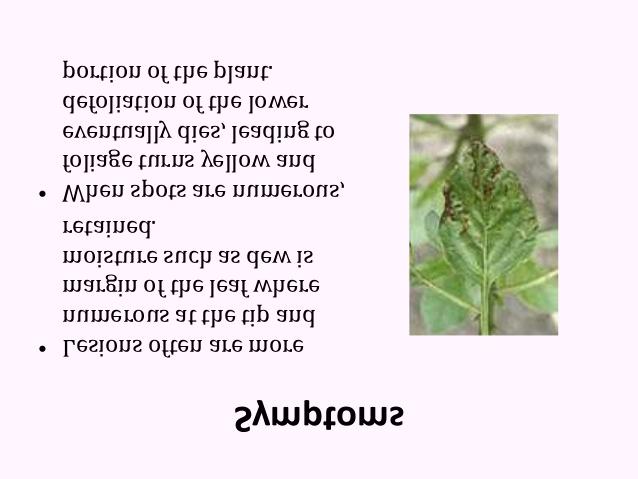 Symptoms
• Lesions often are more
numerous at the tip and
margin of the leaf where
moisture such as dew is
retained.
• When spots are numerous,
foliage turns yellow and
eventually dies, leading to
defoliation of the lower
portion of the plant.